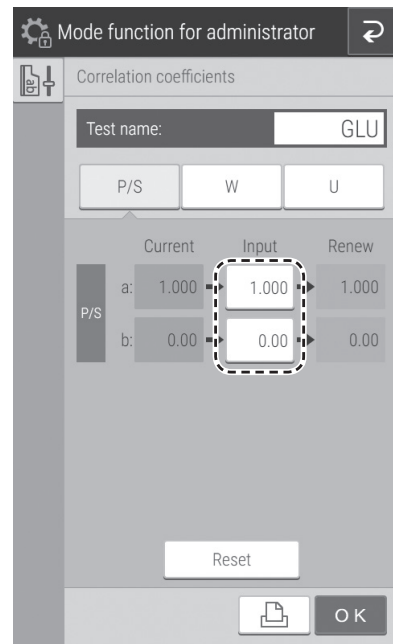 Mode function for administrator
ab
Correlation coefficients
Test name: GLU
P/S W U
Current Input Renew
P/S
a: 1.000 1.000 1.000
b: 0.00 0.00 0.00
Reset
OK